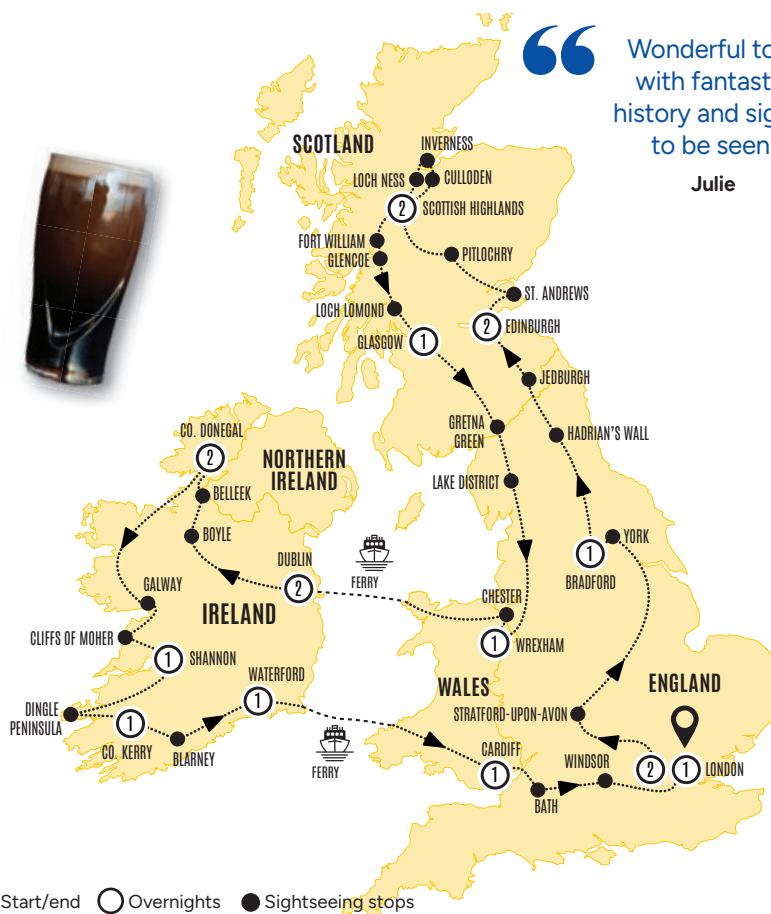 Wonderful to
with fantast
history and sig
to be seen
Julie
SCOTLAND
INVERNESS
LOCH NESS
CULLODEN
2
SCOTTISH HIGHLANDS
FORT WILLIAM
GLENCOE
PITLOCHRY
ST. ANDREWS
LOCH LOMOND
2
EDINBURGH
GLASGOW
1
JEDBURGH
GRETNA
GREEN
HADRIAN'S WALL
CO. DONEGAL
2
NORTHERN
IRELAND
LAKE DISTRICT
BELLEEK
BOYLE
YORK
1
BRADFORD
DUBLIN
2
FERRY
GALWAY
CHESTER
IRELAND
CLIFFS OF MOHER
1
WREXHAM
1
SHANNON
WATERFORD
1
WALES
ENGLAND
DINGLE
PENINSULA
STRATFORD-UPON-AVON
1
CO. KERRY
BLARNEY
FERRY
CARDIFF
1
WINDSOR
2
1
LONDON
BATH
Start/end
Overnights
Sightseeing stops